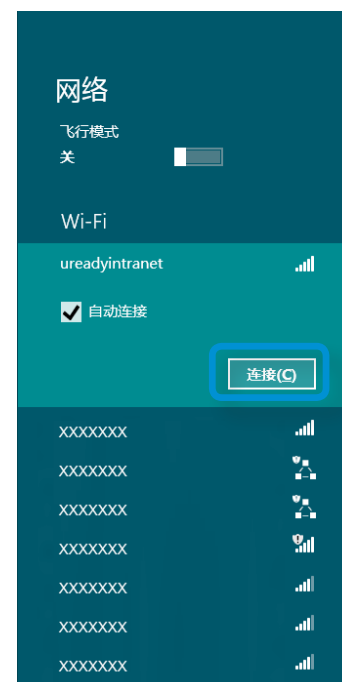 网络
飞行模式
关
Wi-Fi
ureadyintranet
自动连接
连接(C)
xxxxxxx
xxxxxxx
xxxxxxx
xxxxxxx
xxxxxxx
xxxxxxx
xxxxxxx